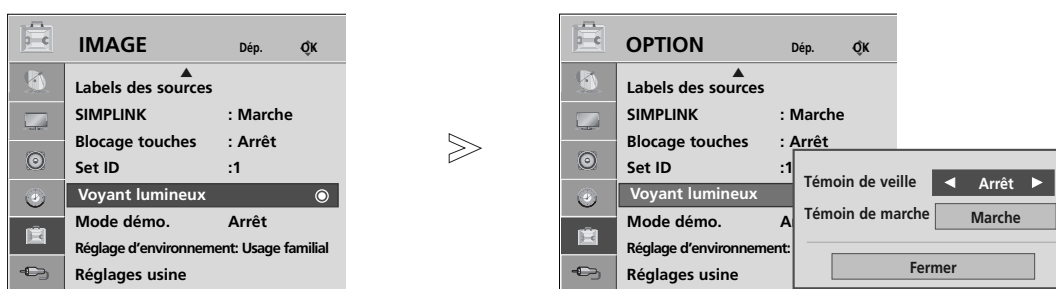 IMAGE Dép. OK
Labels des sources
SIMPLINK : Marche
Blocage touches : Arrêt
Set ID :1
Voyant lumineux
Mode démo. Arrêt
Réglage d'environnement: Usage familial
Réglages usine
OPTION Dép. OK
Labels des sources
SIMPLINK : Marche
Blocage touches : Arrêt
Set ID :1
Voyant lumineux
Mode démo. A
Réglage d'environnement:
Réglages usine
Témoin de veille Arrêt
Témoin de marche Marche
Fermer